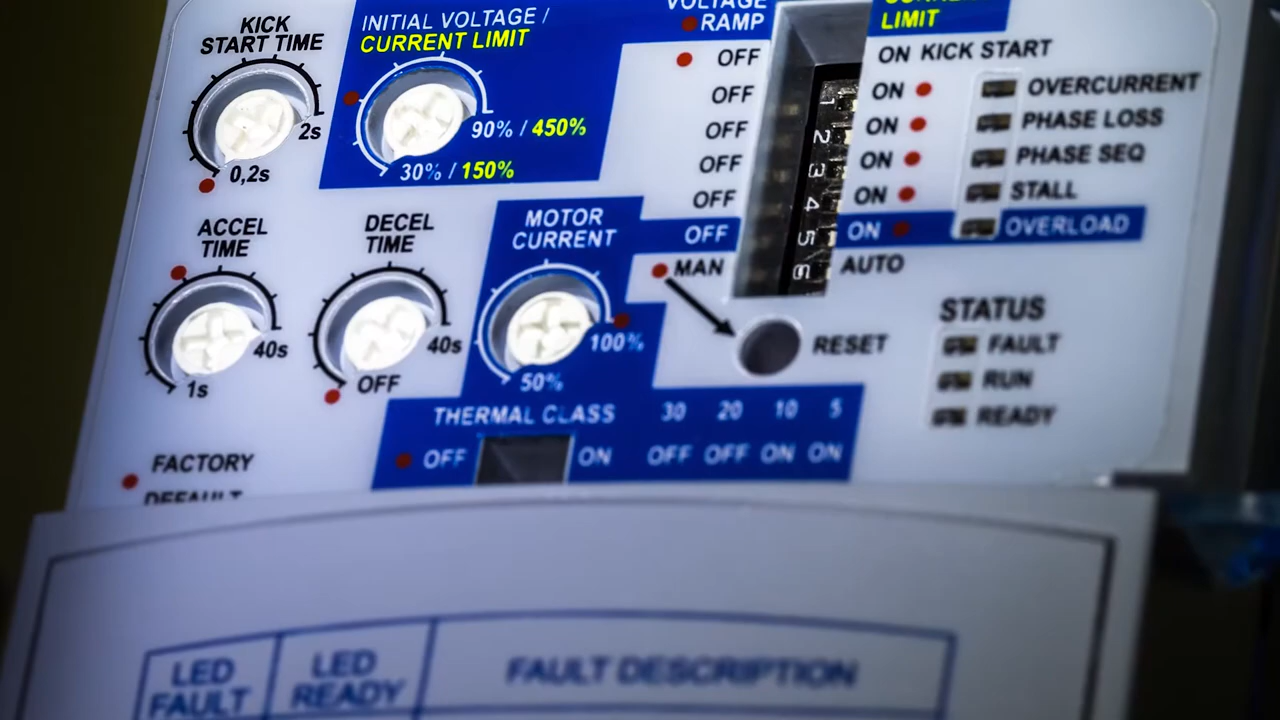 KICK
START TIME
0,2s
2s
INITIAL VOLTAGE /
CURRENT LIMIT
90% / 450%
30% / 150%
VOLTAGE
RAMP
LIMIT
OFF
ON KICK START
OFF
ON
OVERCURRENT
OFF
ON
PHASE LOSS
OFF
ON
PHASE SEQ
OFF
ON
STALL
OFF
ON
OVERLOAD
MAN
AUTO
1
2
3
4
5
6
RESET
ACCEL
TIME
1s
40s
DECEL
TIME
OFF
40s
MOTOR
CURRENT
50%
100%
STATUS
FAULT
RUN
READY
THERMAL CLASS
30 20 10 5
OFF
ON
OFF OFF ON ON
FACTORY
DEFAULT
LED
FAULT
LED
READY
FAULT DESCRIPTION